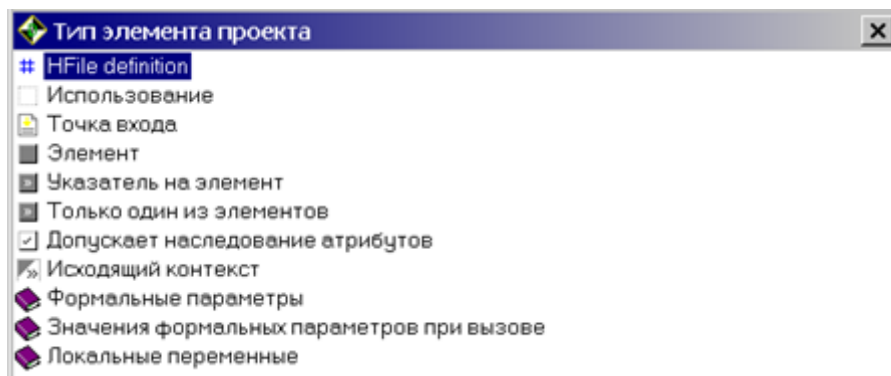 Тип элемента проекта
HFile definition
Использование
Точка входа
Элемент
Указатель на элемент
Только один из элементов
Допускает наследование атрибутов
Исходящий контекст
Формальные параметры
Значения формальных параметров при вызове
Локальные переменные